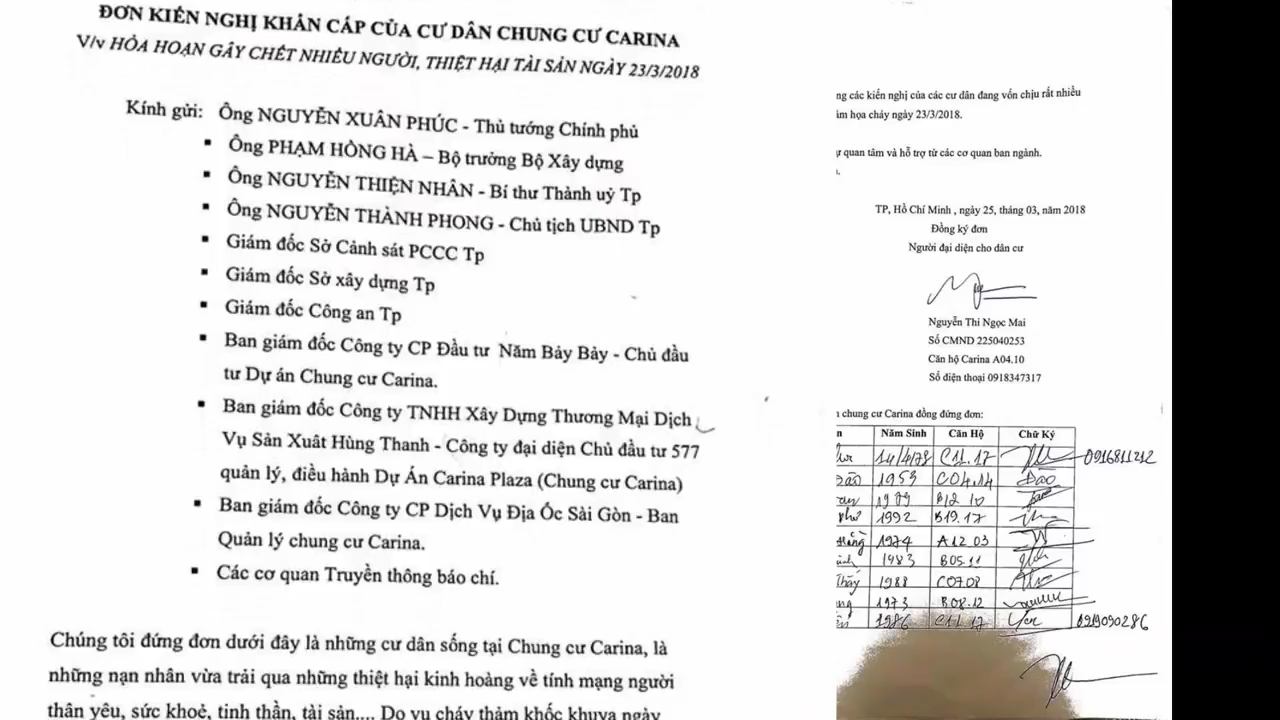 ĐƠN KIẾN NGHỊ KHẨN CẤP CỦA CƯ DÂN CHUNG CƯ CARINA
V/v HỎA HOẠN GÂY CHẾT NHIỀU NGƯỜI, THIỆT HẠI TÀI SẢN NGÀY 23/3/2018
Kính gửi: Ông NGUYỄN XUÂN PHÚC - Thủ tướng Chính phủ
▪ Ông PHẠM HỒNG HÀ – Bộ trưởng Bộ Xây dựng
▪ Ông NGUYỄN THIỆN NHÂN - Bí thư Thành uỷ Tp
▪ Ông NGUYỄN THÀNH PHONG - Chủ tịch UBND Tp
▪ Giám đốc Sở Cảnh sát PCCC Tp
▪ Giám đốc Sở xây dựng Tp
▪ Giám đốc Công an Tp
▪ Ban giám đốc Công ty CP Đầu tư Năm Bảy Bảy - Chủ đầu
tư Dự án Chung cư Carina.
▪ Ban giám đốc Công ty TNHH Xây Dựng Thương Mại Dịch
Vụ Sản Xuât Hùng Thanh - Công ty đại diện Chủ đầu tư 577
quản lý, điều hành Dự Án Carina Plaza (Chung cư Carina)
▪ Ban giám đốc Công ty CP Dịch Vụ Địa Ốc Sài Gòn - Ban
Quản lý chung cư Carina.
▪ Các cơ quan Truyền thông báo chí.
Chúng tôi đứng đơn dưới đây là những cư dân sống tại Chung cư Carina, là
những nạn nhân vừa trải qua những thiệt hại kinh hoàng về tính mạng người
thân yêu, sức khoẻ, tinh thần, tài sản.... Do vụ cháy thảm khốc khuya ngày
ng các kiến nghị của các cư dân đang vốn chịu rất nhiều
ảm họa cháy ngày 23/3/2018.
ự quan tâm và hỗ trợ từ các cơ quan ban ngành.
TP, Hồ Chí Minh , ngày 25, tháng 03, năm 2018
Đồng ký đơn
Người đại diện cho dân cư
Nguyễn Thi Ngọc Mai
Số CMND 225040253
Căn hộ Carina A04.10
Số điện thoại 0918347317
chung cư Carina đồng đứng đơn:
n Năm Sinh Căn Hộ Chữ Ký
14/4/78 C11.17 0916811212
1953 C04.14 Đào
1989 B12 10
1992 B19.17
Hằng 1974 A12 03
1983 B05.11
Thấy 1988 C07.08
ng 1973 B08.12
1986 C11.17 Yen 0919090286